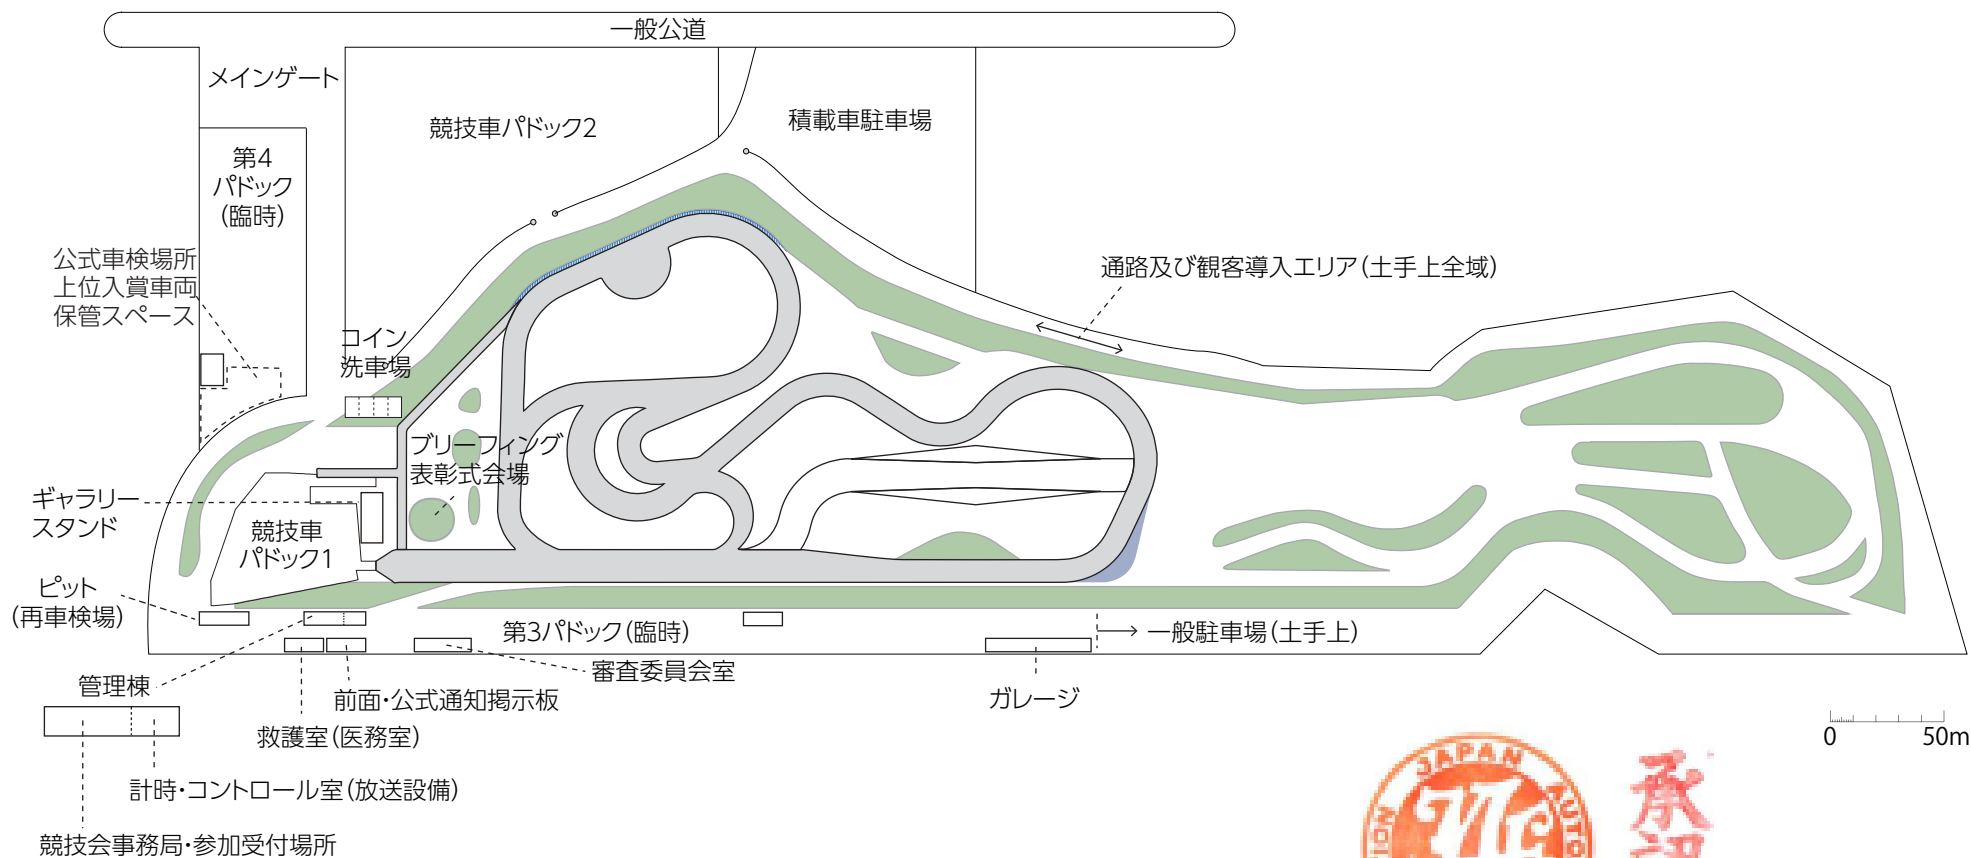 一般公道
メインゲート
競技車パドック2
積載車駐車場
第4
パドック
(臨時)
公式車検場所
上位入賞車両
保管スペース
通路及び観客導入エリア(土手上全域)
コイン
洗車場
ブリーフィング
表彰式会場
ギャラリー
スタンド
競技車
パドック1
ピット
(再車検場)
第3パドック(臨時)
一般駐車場(土手上)
審査委員会室
管理棟
前面・公式通知掲示板
ガレージ
救護室(医務室)
0 50m
計時・コントロール室(放送設備)
競技会事務局・参加受付場所
JAPAN AUTO
承認